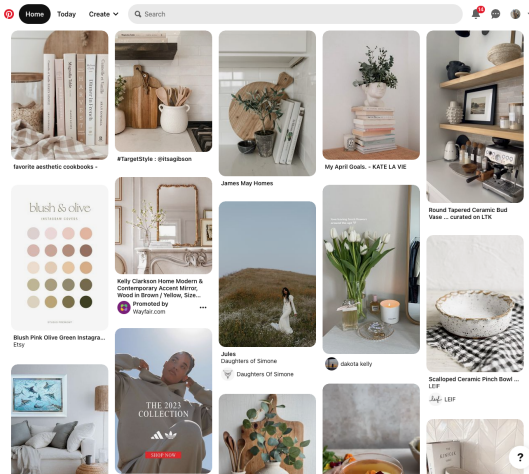 Home
Today
Create
Search
14
favorite aesthetic cookbooks -
#TargetStyle : @itsagibson
James May Homes
My April Goals. - KATE LA VIE
Round Tapered Ceramic Bud
Vase ... curated on LTK
blush & olive
INSTAGRAM COVERS
Blush Pink Olive Green Instagra...
Etsy
Kelly Clarkson Home Modern &
Contemporary Accent Mirror,
Wood in Brown / Yellow, Size...
Promoted by
Wayfair.com
Jules
Daughters of Simone
Daughters Of Simone
dakota kelly
Scalloped Ceramic Pinch Bowl ...
LEIF
LEIF
THE 2023
COLLECTION
SHOP NOW
?